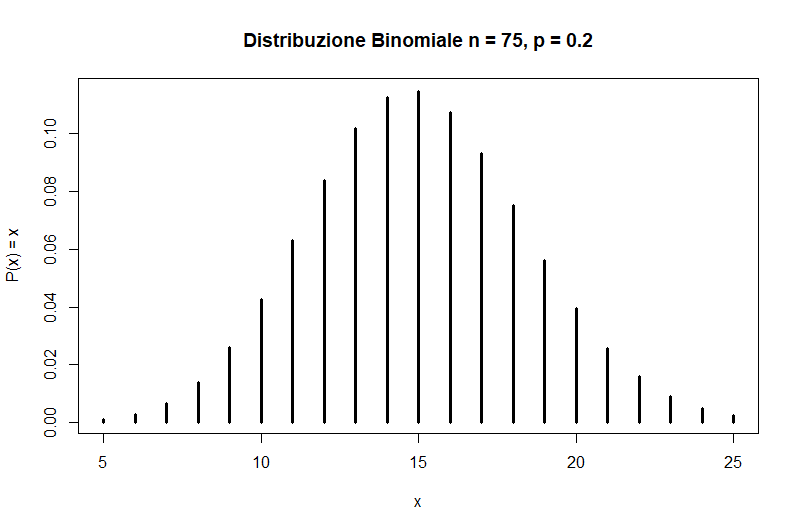 Distribuzione Binomiale n = 75, p = 0.2
P(x) = x
0.10
0.08
0.06
0.04
0.02
0.00
5 10 15 20 25
x